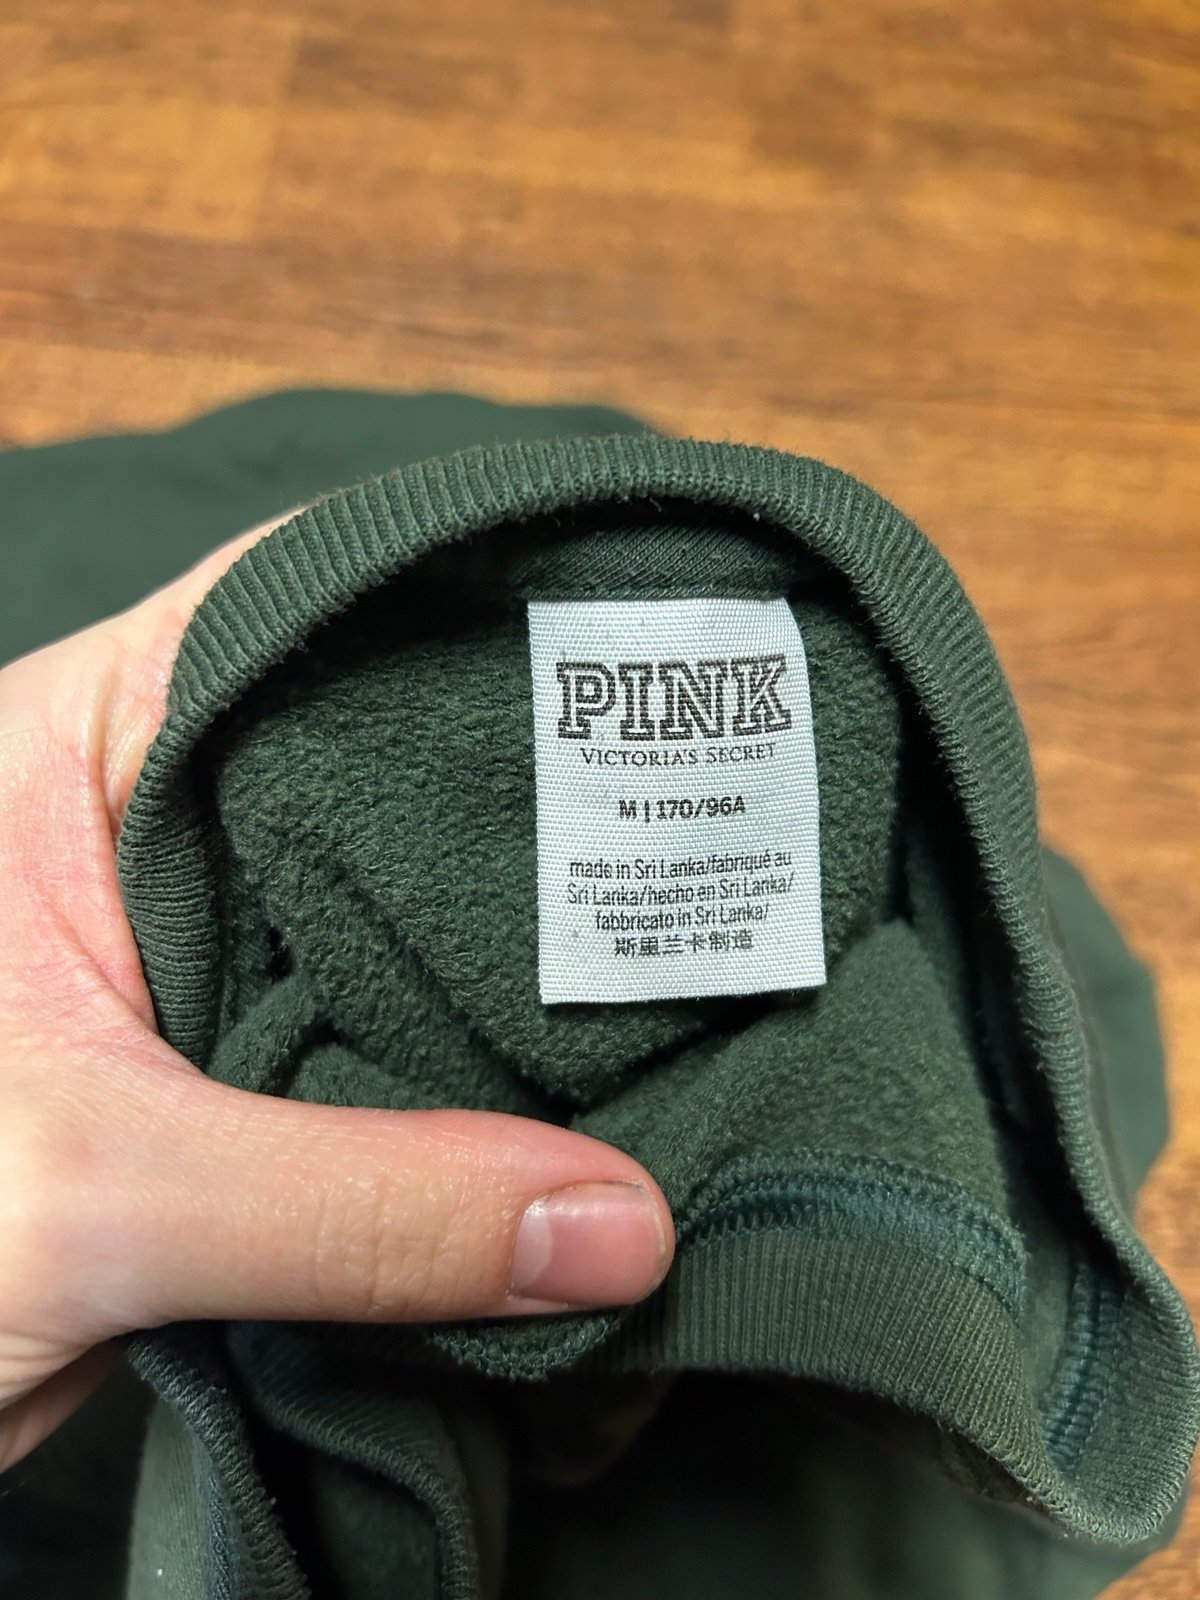 PINK
VICTORIA'S SECRET
M | 170/96A
made in Sri Lanka/fabriqué au
Sri Lanka/hecho en Sri Lanka/
fabbricato in Sri Lanka/
斯里兰卡制造